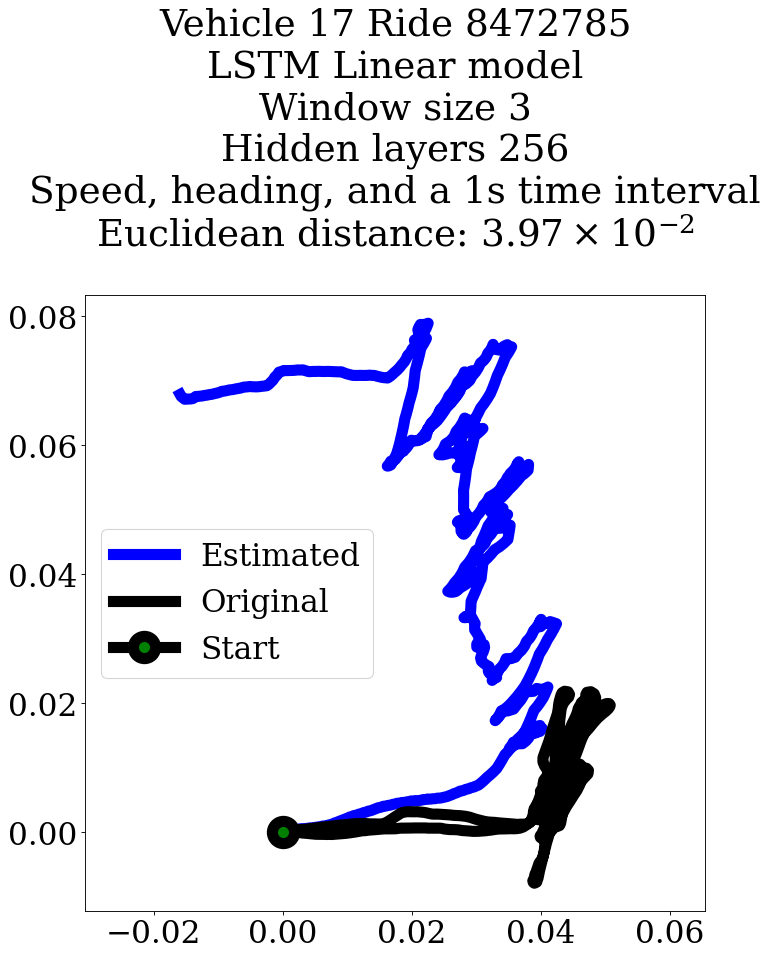 Vehicle 17 Ride 8472785
LSTM Linear model
Window size 3
Hidden layers 256
Speed, heading, and a 1s time interval
Euclidean distance: 3.97 × 10⁻²
0.08
0.06
0.04
0.02
0.00
Estimated
Original
Start
−0.02 0.00 0.02 0.04 0.06